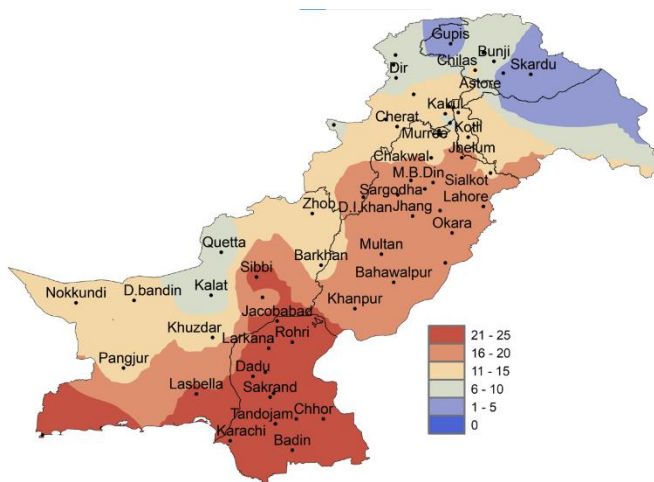 Gupis
Bunji
Chilas
Dir
Skardu
Astore
Kakul
Cherat
Kotli
Murree
Jhelum
Chakwal
M.B.Din
Sialkot
Sargodha
Zhob
D.I.khan
Jhang
Lahore
Okara
Quetta
Barkhan
Multan
Sibbi
Bahawalpur
Nokkundi
D.bandin
Kalat
Khanpur
Jacobabad
Khuzdar
Larkana
Rohri
Pangjur
Dadu
Lasbella
Sakrand
Tandojam
Chhor
Karachi
Badin
21 - 25
16 - 20
11 - 15
6 - 10
1 - 5
0